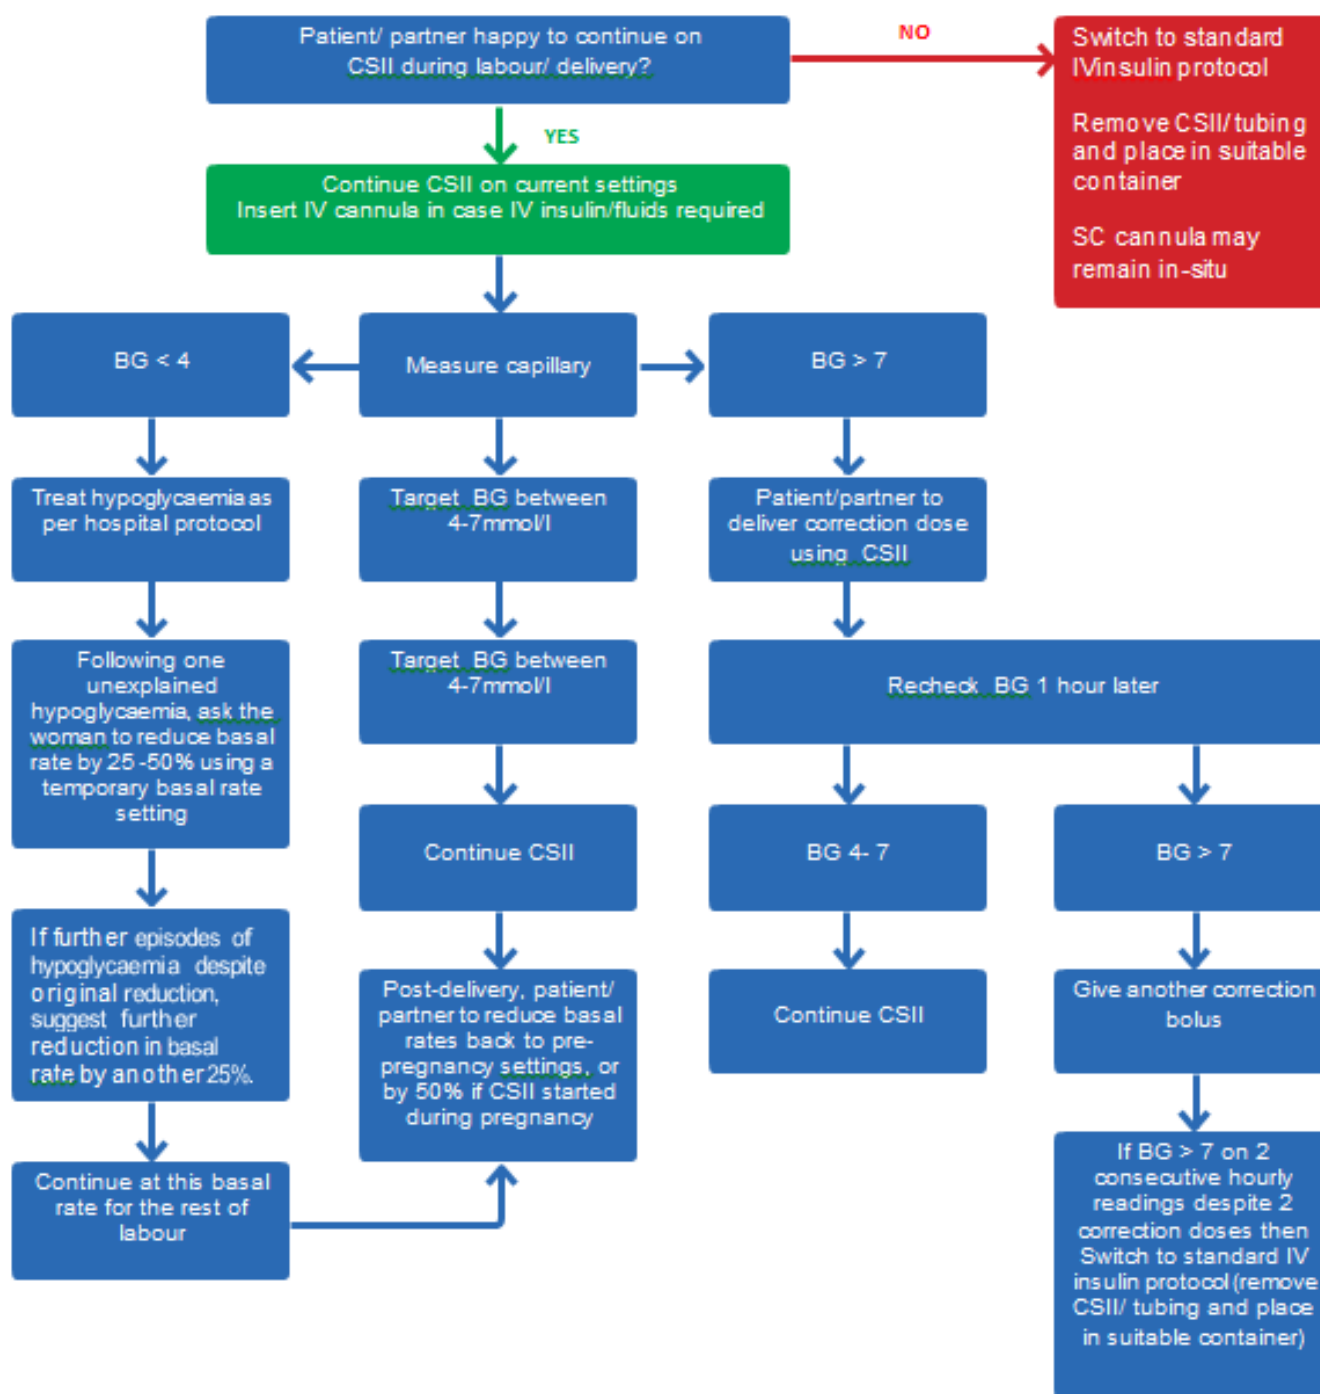 Patient/ partner happy to continue on
CSII during labour/ delivery?
NO
Switch to standard
IVinsulin protocol
Remove CSII/ tubing
and place in suitable
container
SC cannula may
remain in-situ
YES
Continue CSII on current settings
Insert IV cannula in case IV insulin/fluids required
BG < 4
Measure capillary
BG > 7
Treat hypoglycaemia as
per hospital protocol
Target BG between
4-7mmol/l
Patient/partner to
deliver correction dose
using CSII
Following one
unexplained
hypoglycaemia, ask the
woman to reduce basal
rate by 25 -50% using a
temporary basal rate
setting
Target BG between
4-7mmol/l
Recheck BG 1 hour later
Continue CSII
BG 4- 7
BG > 7
If further episodes of
hypoglycaemia despite
original reduction,
suggest further
reduction in basal
rate by another 25%.
Post-delivery, patient/
partner to reduce basal
rates back to pre-
pregnancy settings, or
by 50% if CSII started
during pregnancy
Continue CSII
Give another correction
bolus
Continue at this basal
rate for the rest of
labour
If BG > 7 on 2
consecutive hourly
readings despite 2
correction doses then
Switch to standard IV
insulin protocol (remove
CSII/ tubing and place
in suitable container)